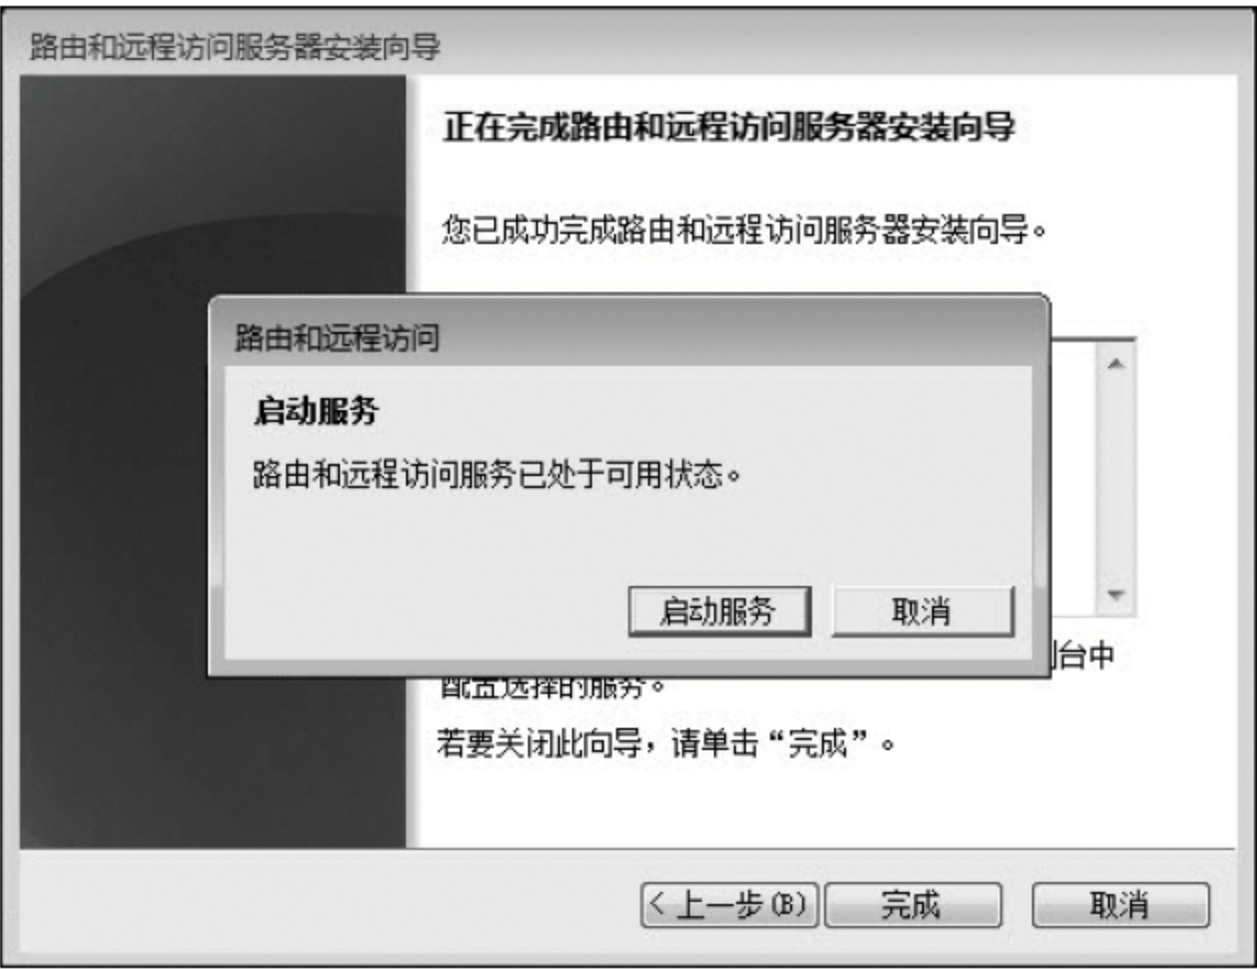 路由和远程访问服务器安装向导
正在完成路由和远程访问服务器安装向导
您已成功完成路由和远程访问服务器安装向导。
路由和远程访问
启动服务
路由和远程访问服务已处于可用状态。
启动服务
取消
台中
配置选择的服务。
若要关闭此向导，请单击“完成”。
<上一步(B)
完成
取消